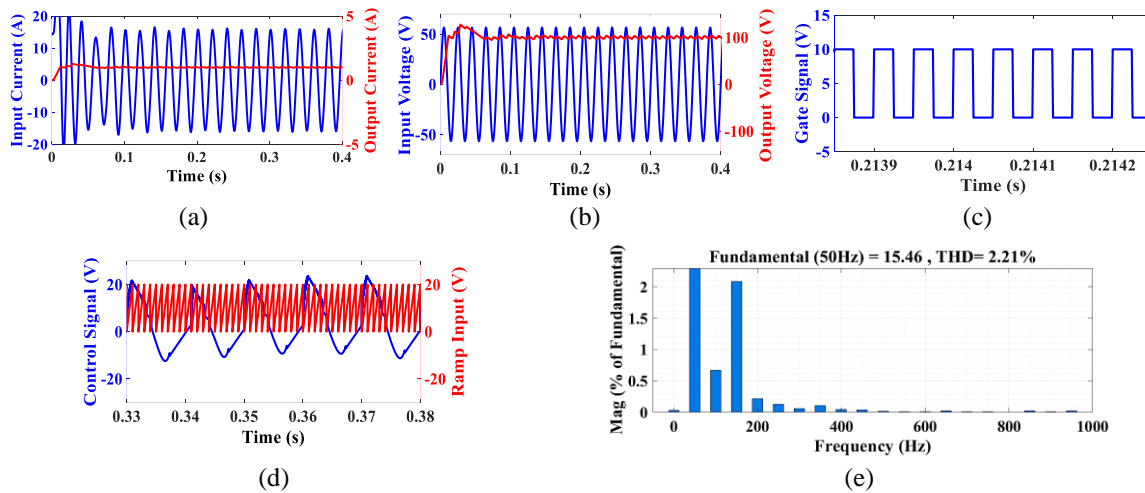 20
10
0
-10
-20
Input Current (A)
5
0
-5
Output Current (A)
0 0.1 0.2 0.3 0.4
Time (s)
(a)
50
0
-50
Input Voltage (V)
100
0
-100
Output Voltage (V)
0 0.1 0.2 0.3 0.4
Time (s)
(b)
15
10
5
0
-5
Gate Signal (V)
0.2139 0.214 0.2141 0.2142
Time (s)
(c)
20
0
-20
Control Signal (V)
20
0
-20
Ramp Input (V)
0.33 0.34 0.35 0.36 0.37 0.38
Time (s)
(d)
Fundamental (50Hz) = 15.46 , THD= 2.21%
2
1.5
1
0.5
0
Mag (% of Fundamental)
0 200 400 600 800 1000
Frequency (Hz)
(e)